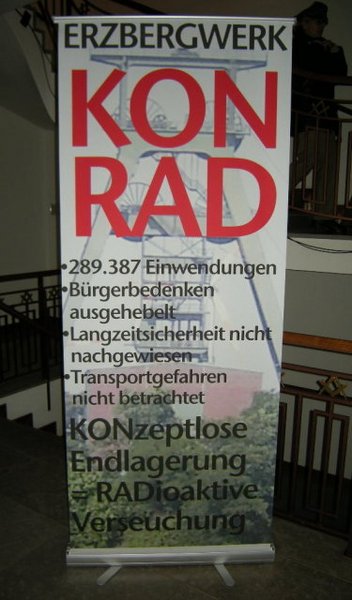 ERZBERGWERK
KON
RAD
•289.387 Einwendungen
•Bürgerbedenken
ausgehebelt
•Langzeitsicherheit nicht
nachgewiesen
•Transportgefahren
nicht betrachtet
KONzeptlose
Endlagerung
= RADioaktive
Verseuchung